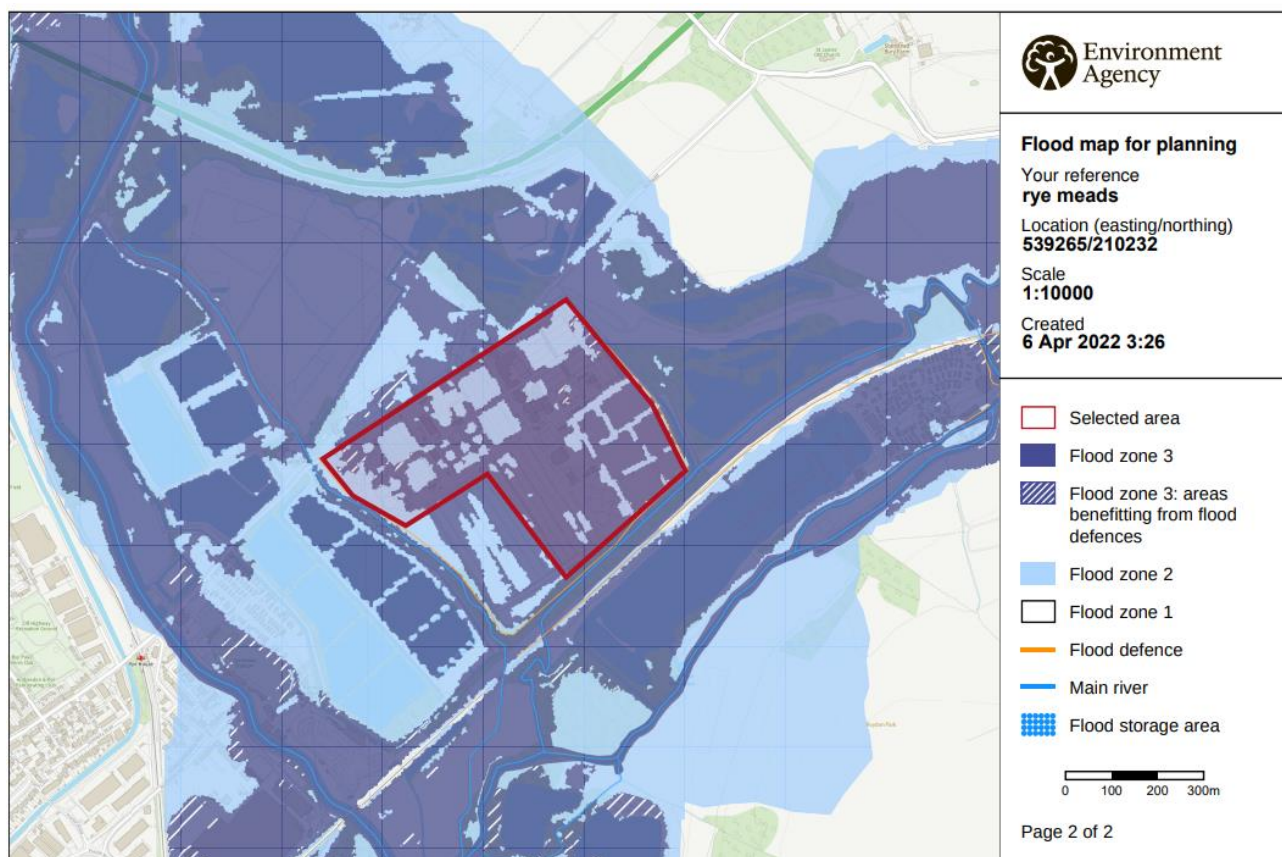 Environment
Agency
Flood map for planning
Your reference
rye meads
Location (easting/northing)
539265/210232
Scale
1:10000
Created
6 Apr 2022 3:26
Selected area
Flood zone 3
Flood zone 3: areas
benefitting from flood
defences
Flood zone 2
Flood zone 1
Flood defence
Main river
Flood storage area
0 100 200 300m
Page 2 of 2